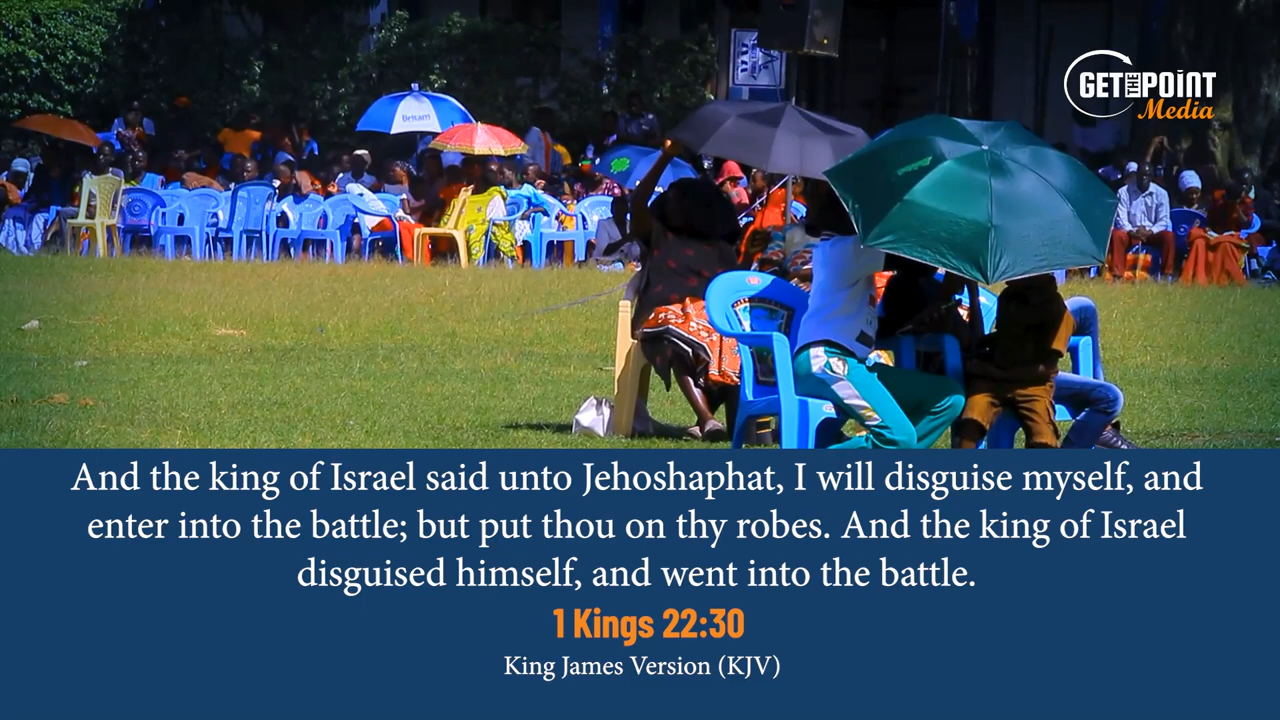 GET THE POINT
Media
Britam
And the king of Israel said unto Jehoshaphat, I will disguise myself, and
enter into the battle; but put thou on thy robes. And the king of Israel
disguised himself, and went into the battle.
1 Kings 22:30
King James Version (KJV)